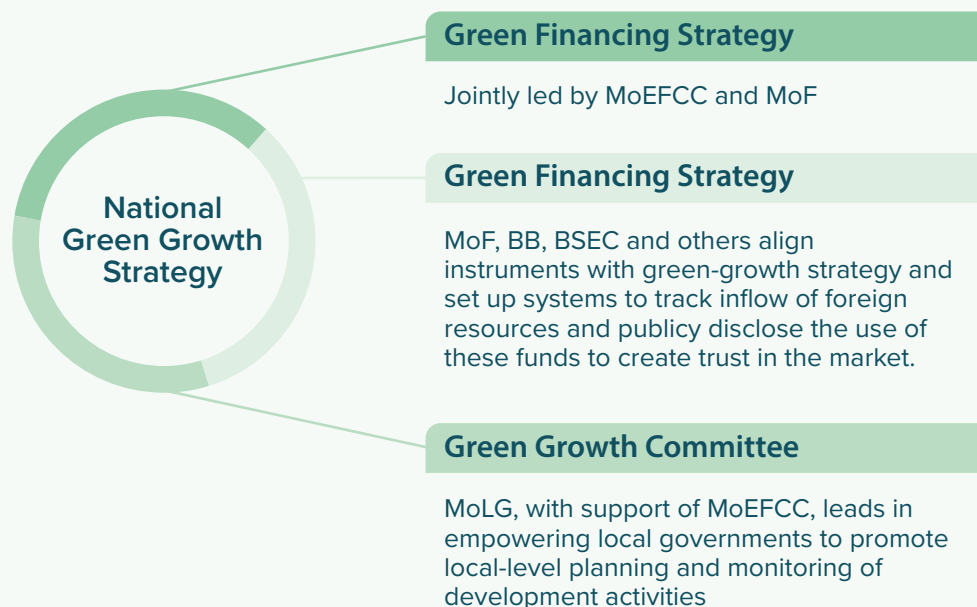 Green Financing Strategy
Jointly led by MoEFCC and MoF
National
Green Growth
Strategy
Green Financing Strategy
MoF, BB, BSEC and others align
instruments with green-growth strategy and
set up systems to track inflow of foreign
resources and publicy disclose the use of
these funds to create trust in the market.
Green Growth Committee
MoLG, with support of MoEFCC, leads in
empowering local governments to promote
local-level planning and monitoring of
development activities